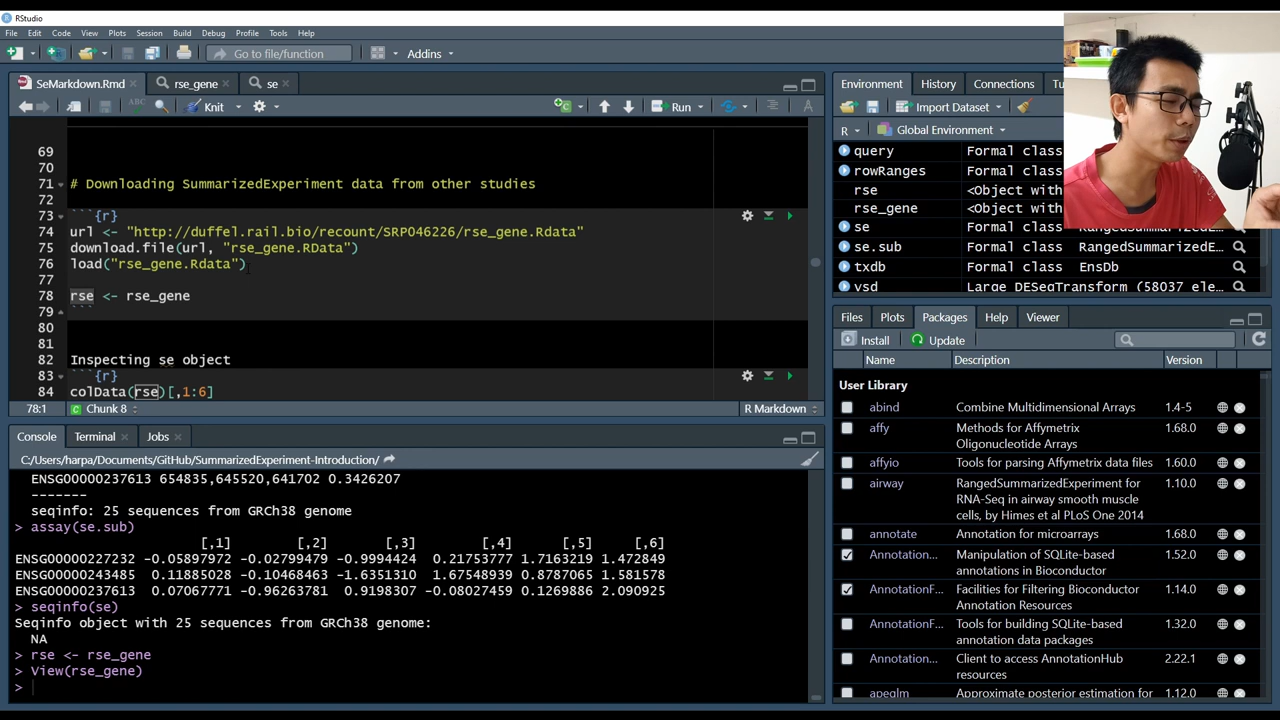 RStudio
File Edit Code View Plots Session Build Debug Profile Tools Help
Go to file/function
Addins
SeMarkdown.Rmd
rse_gene
se
ABC
Knit
Run
69
70
71 # Downloading SummarizedExperiment data from other studies
72
73 ```{r}
74 url <- "http://duffel.rail.bio/recount/SRP046226/rse_gene.Rdata"
75 download.file(url, "rse_gene.RData")
76 load("rse_gene.Rdata")
77
78 rse <- rse_gene
79 ```
80
81
82 Inspecting se object
83 ```{r}
84 colData(rse)[,1:6]
78:1 Chunk 8 R Markdown
Console Terminal Jobs
C:/Users/harpa/Documents/GitHub/SummarizedExperiment-Introduction/
ENSG00000237613 654835,645520,641702 0.3426207
-------
seqinfo: 25 sequences from GRCh38 genome
> assay(se.sub)
[,1] [,2] [,3] [,4] [,5] [,6]
ENSG00000227232 -0.05897972 -0.02799479 -0.9994424 0.21753777 1.7163219 1.472849
ENSG00000243485 0.11885028 -0.10468463 -1.6351310 1.67548939 0.8787065 1.581578
ENSG00000237613 0.07067771 -0.96263781 0.9198307 -0.08027459 0.1269886 2.090925
> seqinfo(se)
Seqinfo object with 25 sequences from GRCh38 genome:
NA
> rse <- rse_gene
> View(rse_gene)
>
Environment History Connections Tu
Import Dataset
R Global Environment
query Formal class
rowRanges Formal class
rse <Object with
rse_gene <Object with
se RangedSummarizedEx
se.sub RangedSummarizedE…
txdb Formal class EnsDb
vsd Large DESeqTransform (58037 ele…
Files Plots Packages Help Viewer
Install Update
Name Description Version
User Library
abind Combine Multidimensional Arrays 1.4-5
affy Methods for Affymetrix Oligonucleotide Arrays 1.68.0
affyio Tools for parsing Affymetrix data files 1.60.0
airway RangedSummarizedExperiment for RNA-Seq in airway smooth muscle cells, by Himes et al PLoS One 2014 1.10.0
annotate Annotation for microarrays 1.68.0
Annotation… Manipulation of SQLite-based annotations in Bioconductor 1.52.0
AnnotationF… Facilities for Filtering Bioconductor Annotation Resources 1.14.0
AnnotationF… Tools for building SQLite-based annotation data packages 1.32.0
Annotation… Client to access AnnotationHub resources 2.22.1
apeglm Approximate posterior estimation for 1.12.0